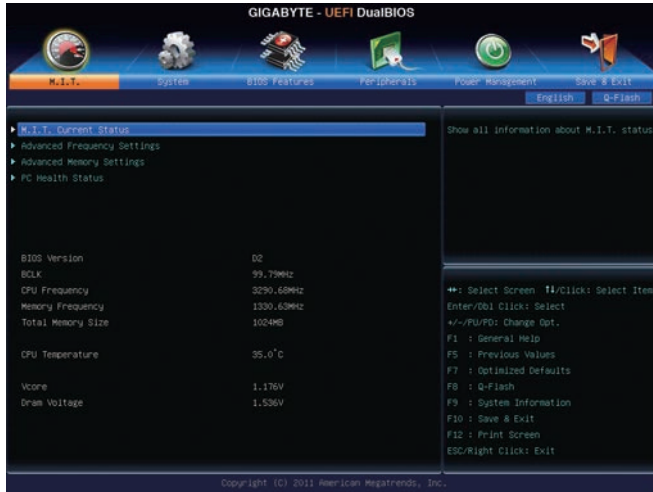 GIGABYTE - UEFI DualBIOS
M.I.T. System BIOS Features Peripherals Power Management Save & Exit
English Q-Flash
M.I.T. Current Status
Advanced Frequency Settings
Advanced Memory Settings
PC Health Status
Show all information about M.I.T. status
BIOS Version D2
BCLK 99.79MHz
CPU Frequency 3290.68MHz
Memory Frequency 1330.63MHz
Total Memory Size 1024MB
CPU Temperature 35.0°C
Vcore 1.176V
Dram Voltage 1.536V
↔: Select Screen ↑↓/Click: Select Item
Enter/Dbl Click: Select
+/-/PU/PD: Change Opt.
F1 : General Help
F5 : Previous Values
F7 : Optimized Defaults
F8 : Q-Flash
F9 : System Information
F10 : Save & Exit
F12 : Print Screen
ESC/Right Click: Exit
Copyright (C) 2011 American Megatrends, Inc.